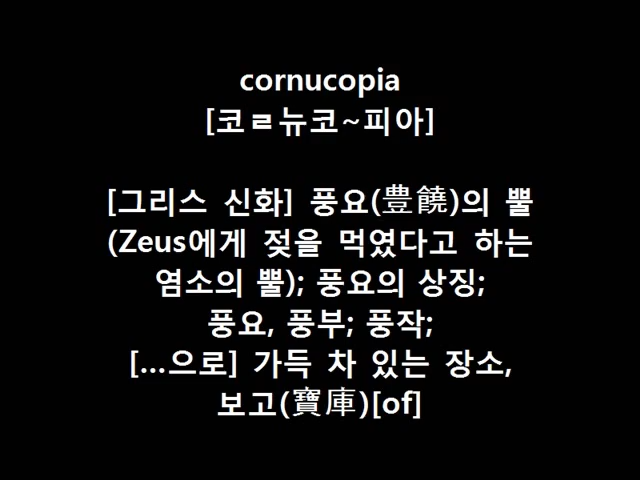 cornucopia
[코ㄹ뉴코~피아]
[그리스 신화] 풍요(豊饒)의 뿔
(Zeus에게 젖을 먹였다고 하는
염소의 뿔); 풍요의 상징;
풍요, 풍부; 풍작;
[...으로] 가득 차 있는 장소,
보고(寶庫)[of]